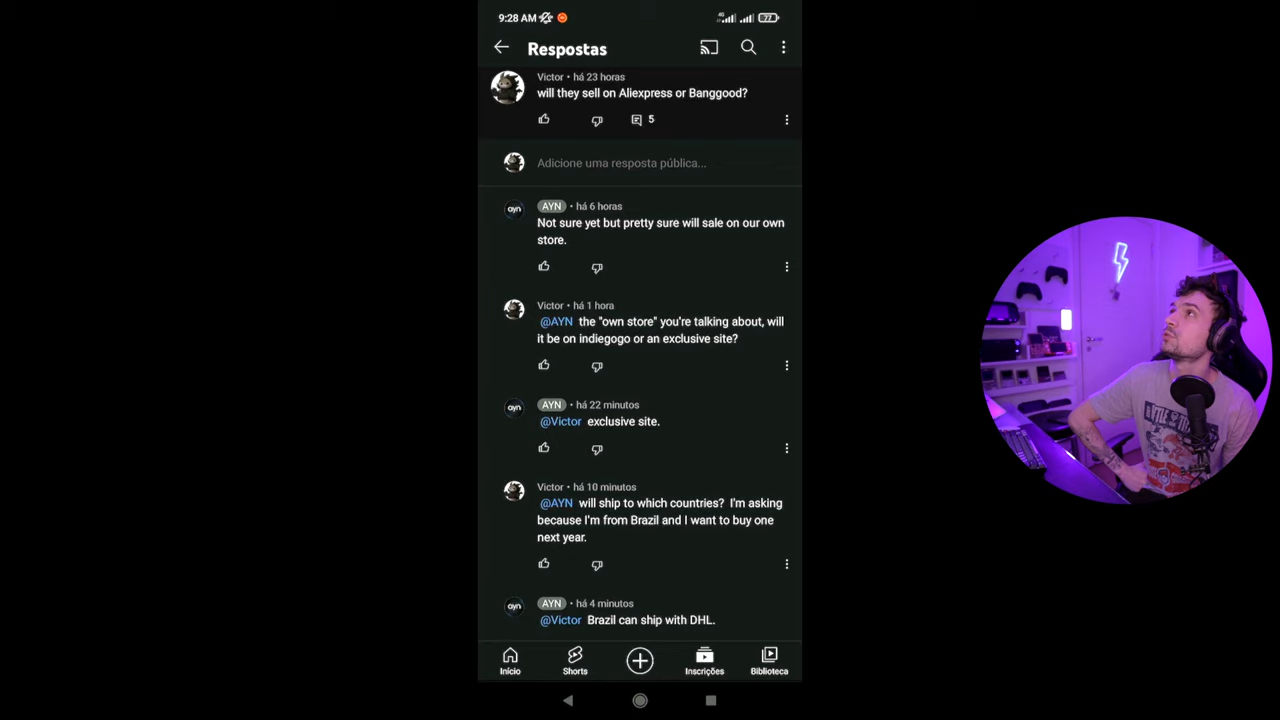 9:28 AM 4G 77
Respostas
Victor • há 23 horas
will they sell on Aliexpress or Banggood?
5
Adicione uma resposta pública...
AYN • há 6 horas
Not sure yet but pretty sure will sale on our own
store.
Victor • há 1 hora
@AYN the "own store" you're talking about, will
it be on indiegogo or an exclusive site?
AYN • há 22 minutos
@Victor exclusive site.
Victor • há 10 minutos
@AYN will ship to which countries? I'm asking
because I'm from Brazil and I want to buy one
next year.
AYN • há 4 minutos
@Victor Brazil can ship with DHL.
Início Shorts Inscrições Biblioteca
ayn
ayn
ayn